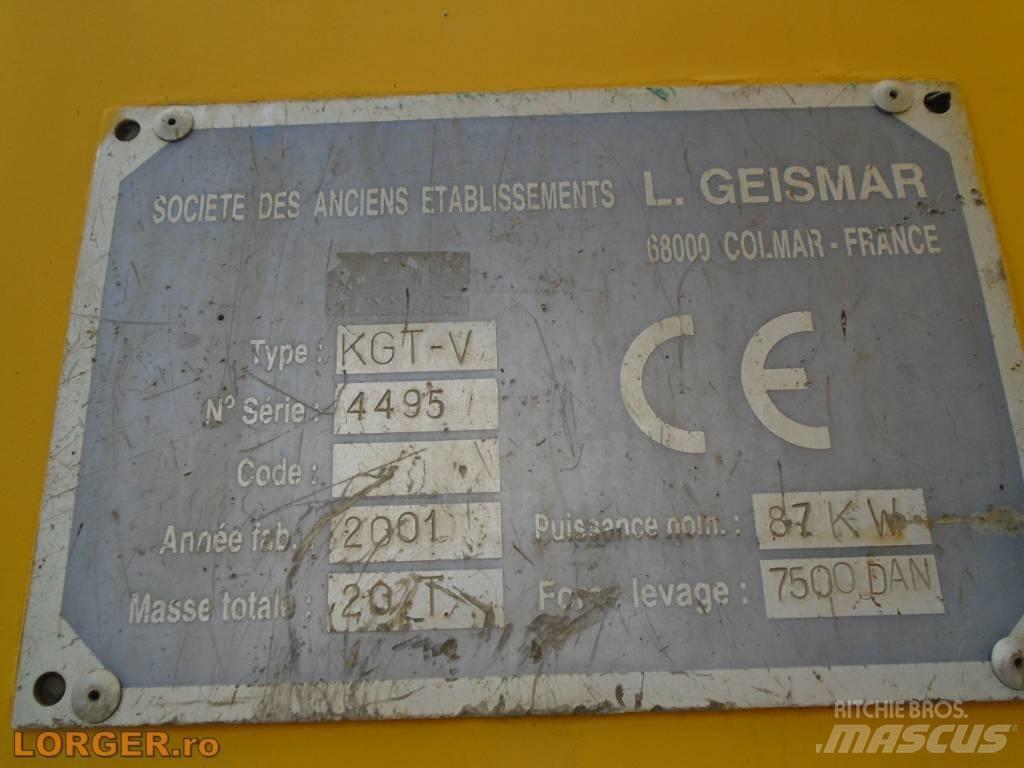 SOCIETE DES ANCIENS ETABLISSEMENTS L. GEISMAR
68000 COLMAR - FRANCE
CE
Type : KGT-V
N° Série : 4495
Code :
Année fab. 2001 Puissance nom. : 87 KW
Masse totale : Force levage : 7500 DAN
LORGER.ro
RITCHIE BROS.
MASCUS